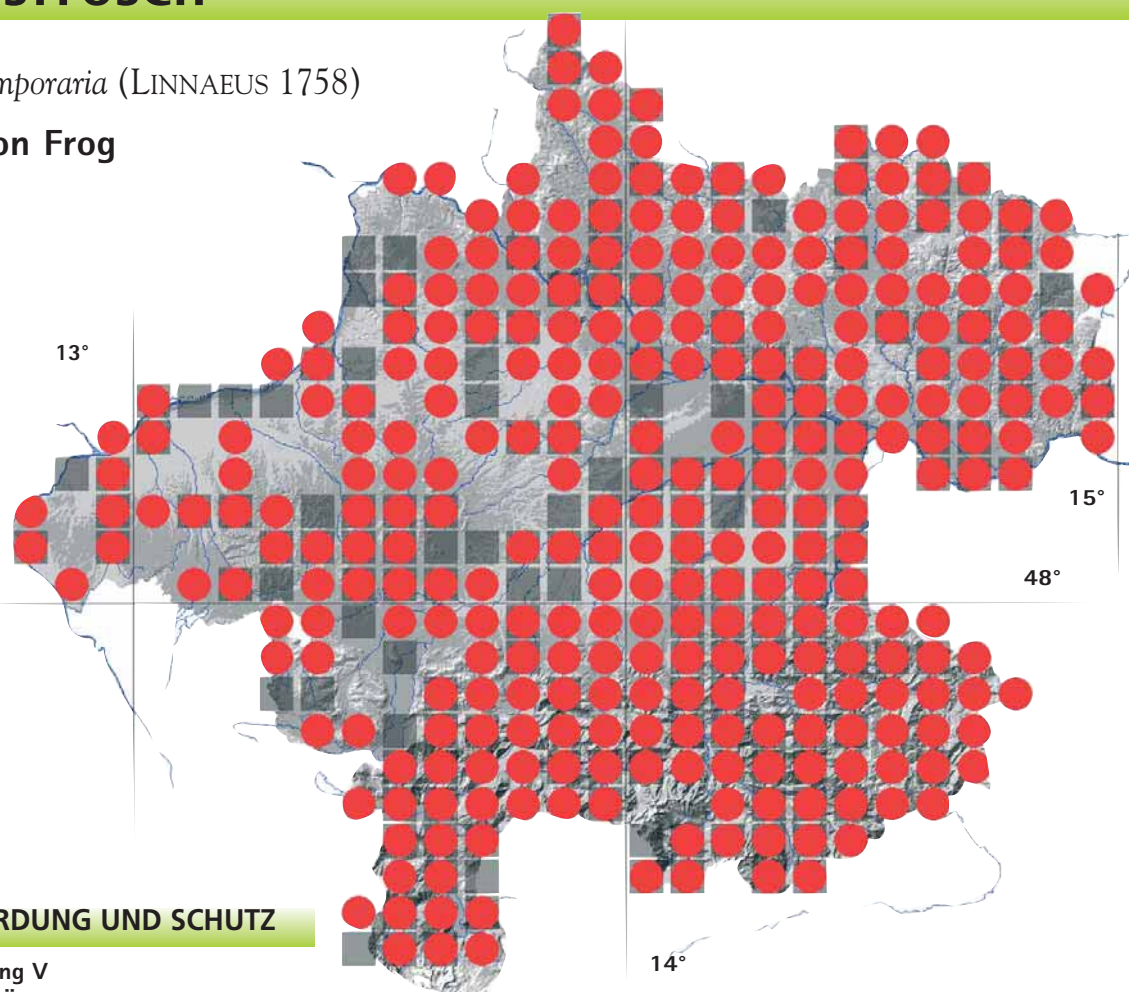 mporaria (LINNAEUS 1758)
on Frog
13°
15°
48°
RDUNG UND SCHUTZ
14°
ng V